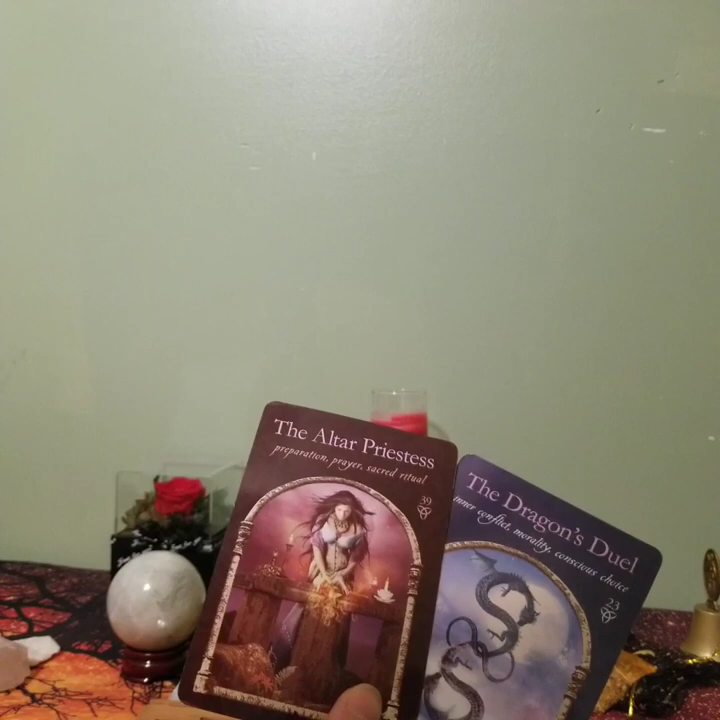 The Altar Priestess
preparation, prayer, sacred ritual
39
The Dragon's Duel
inner conflict, morality, conscious choice
23